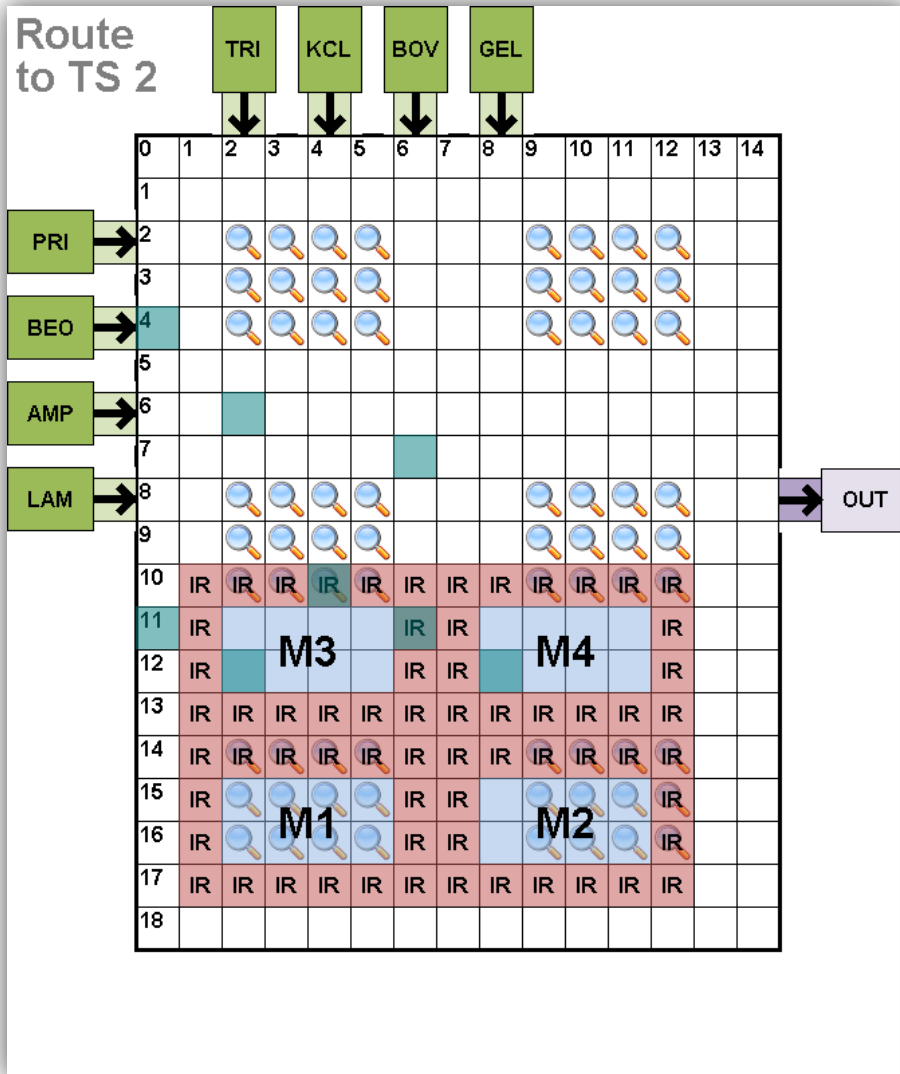 Route
to TS 2
TRI KCL BOV GEL
0 1 2 3 4 5 6 7 8 9 10 11 12 13 14
1
PRI 2
3
BEO 4
5
AMP 6
7
LAM 8 OUT
9
10 IR IR IR IR IR IR IR IR IR IR IR IR
11 IR IR IR IR
M3 M4
12 IR IR IR IR
13 IR IR IR IR IR IR IR IR IR IR IR IR
14 IR IR IR IR IR IR IR IR IR IR IR IR
15 IR IR IR IR
M1 M2
16 IR IR IR IR
17 IR IR IR IR IR IR IR IR IR IR IR IR
18